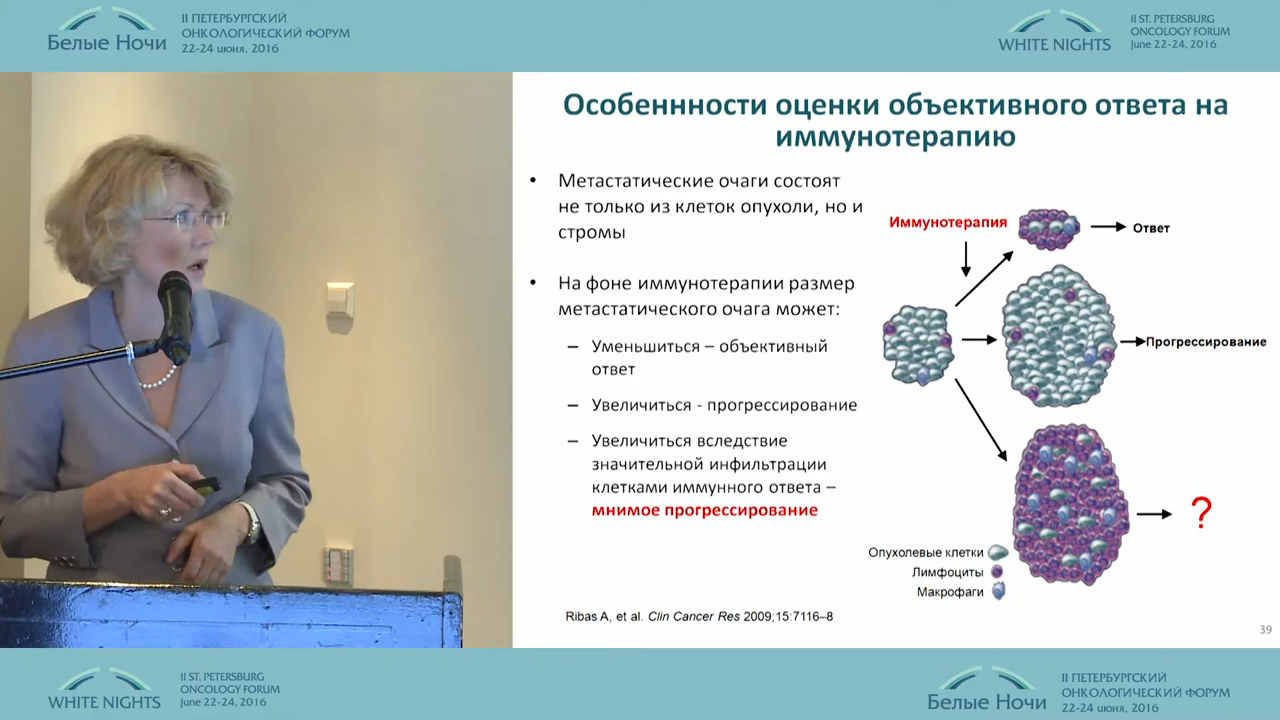 Белые Ночи
II ПЕТЕРБУРГСКИЙ
ОНКОЛОГИЧЕСКИЙ ФОРУМ
22-24 июня, 2016
WHITE NIGHTS
II ST. PETERSBURG
ONCOLOGY FORUM
June 22-24, 2016
Особеннности оценки объективного ответа на
иммунотерапию
• Метастатические очаги состоят
не только из клеток опухоли, но и
стромы
• На фоне иммунотерапии размер
метастатического очага может:
– Уменьшиться – объективный
ответ
– Увеличиться - прогрессирование
– Увеличиться вследствие
значительной инфильтрации
клетками иммунного ответа –
мнимое прогрессирование
Иммунотерапия
Ответ
Прогрессирование
?
Опухолевые клетки
Лимфоциты
Макрофаги
Ribas A, et al. Clin Cancer Res 2009;15:7116–8
39
WHITE NIGHTS
II ST. PETERSBURG
ONCOLOGY FORUM
June 22-24, 2016
Белые Ночи
II ПЕТЕРБУРГСКИЙ
ОНКОЛОГИЧЕСКИЙ ФОРУМ
22-24 июня, 2016